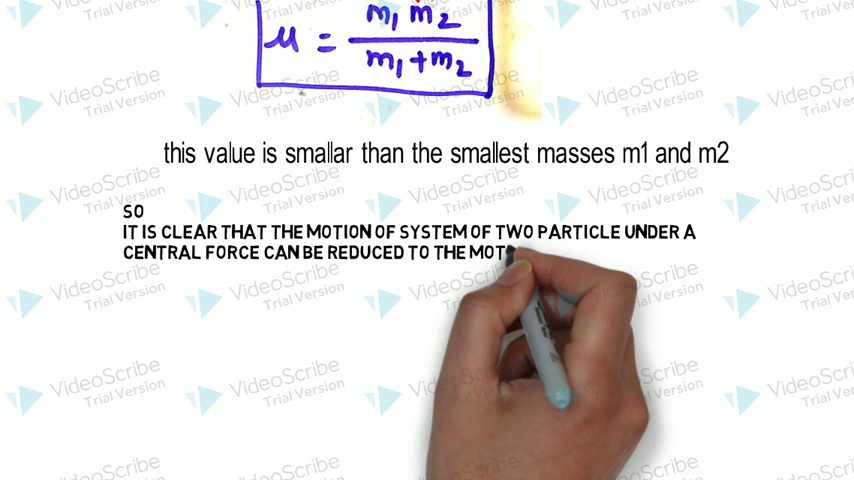 μ = m1 m2 / m1 + m2
this value is smallar than the smallest masses m1 and m2
SO
IT IS CLEAR THAT THE MOTION OF SYSTEM OF TWO PARTICLE UNDER A
CENTRAL FORCE CAN BE REDUCED TO THE MOT
VideoScribe
Trial Version